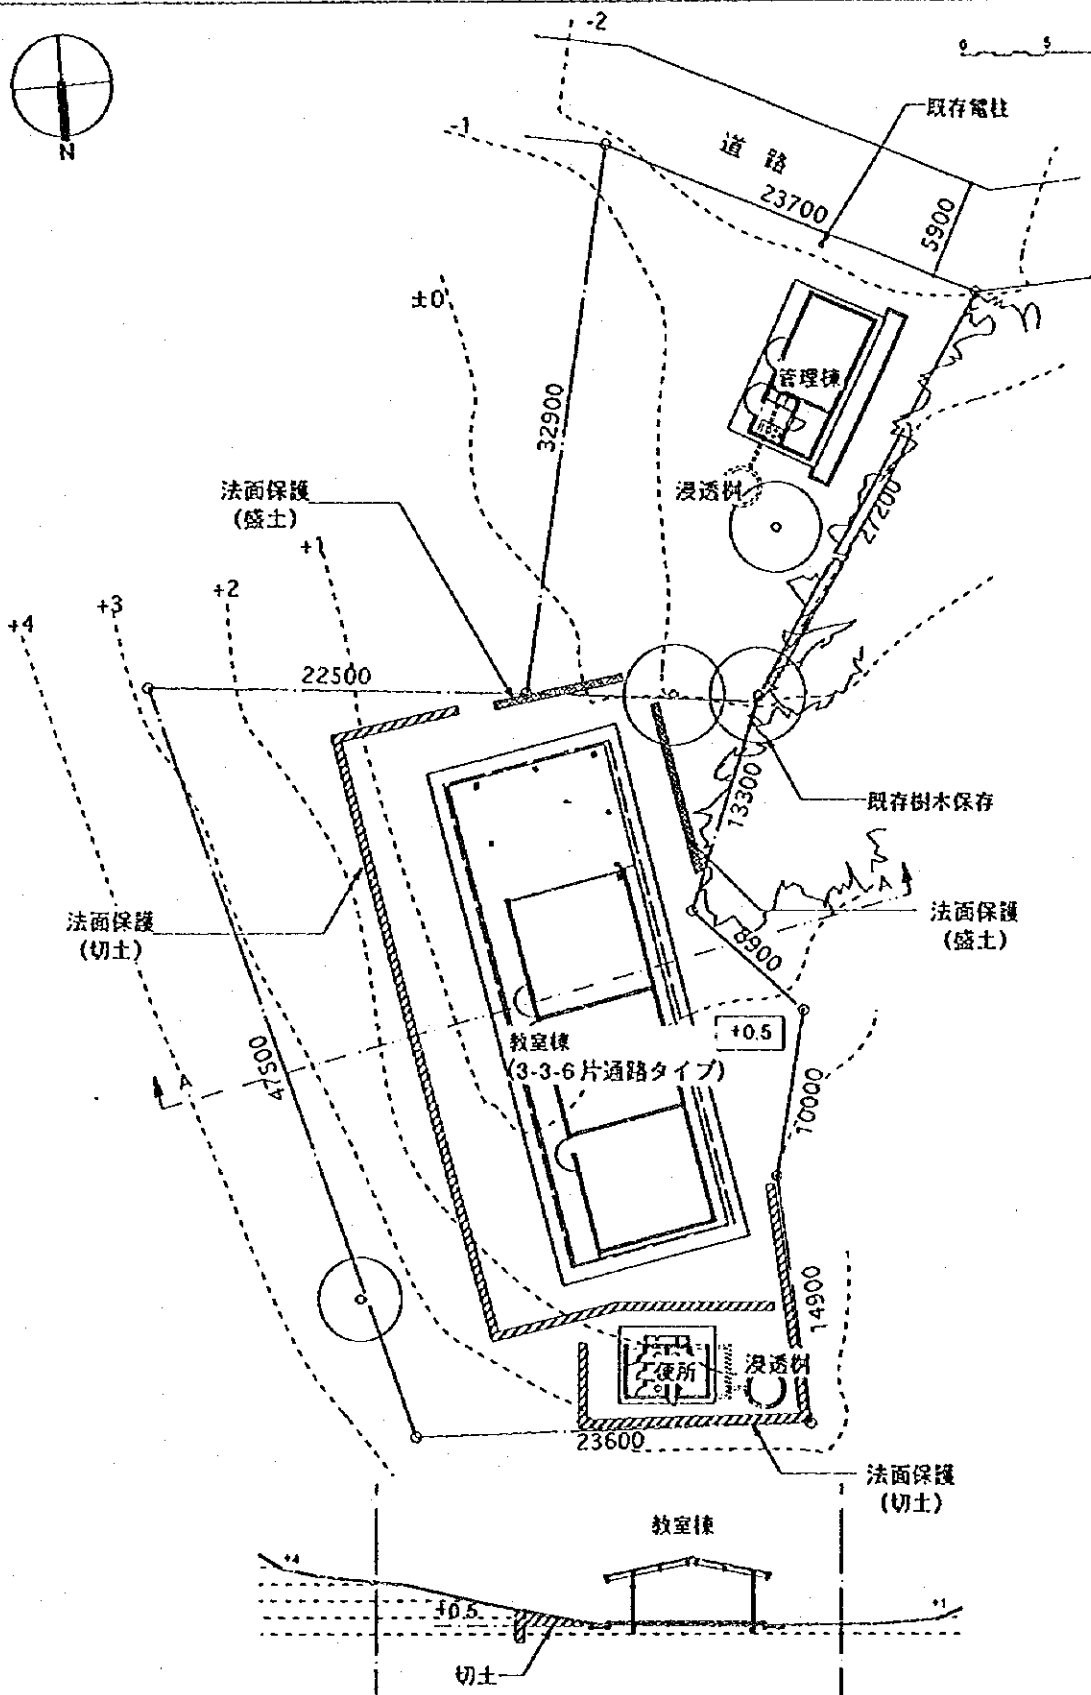 -2
0 5
N
既存電柱
-1
道路
23700
5900
±0
管理棟
32900
法面保護
(盛土)
浸透桝
27200
+1
+2
+3
+4
22500
13300
既存樹木保存
A
法面保護
(切土)
法面保護
(盛土)
8900
+0.5
教室棟
(3-3-6片通路タイプ)
47500
A
10000
14900
便所
浸透桝
23600
法面保護
(切土)
教室棟
+4
+0.5
+1
切土